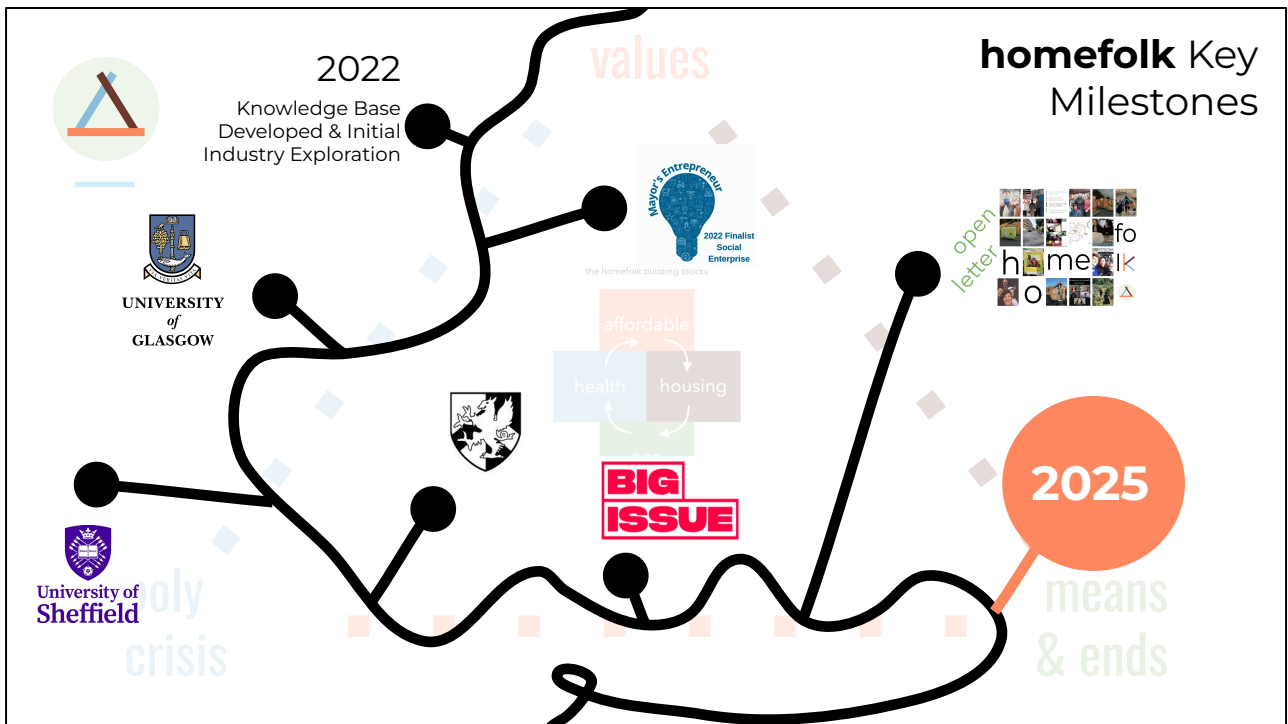 homefolk Key
Milestones
2022
Knowledge Base
Developed & Initial
Industry Exploration
values
Mayor's Entrepreneur
2022 Finalist
Social
Enterprise
the homefolk building blocks
UNIVERSITY
of
GLASGOW
affordable
health
housing
open
letter
fo
h me lk
o
BIG
ISSUE
2025
University of
Sheffield
poly
crisis
means
& ends